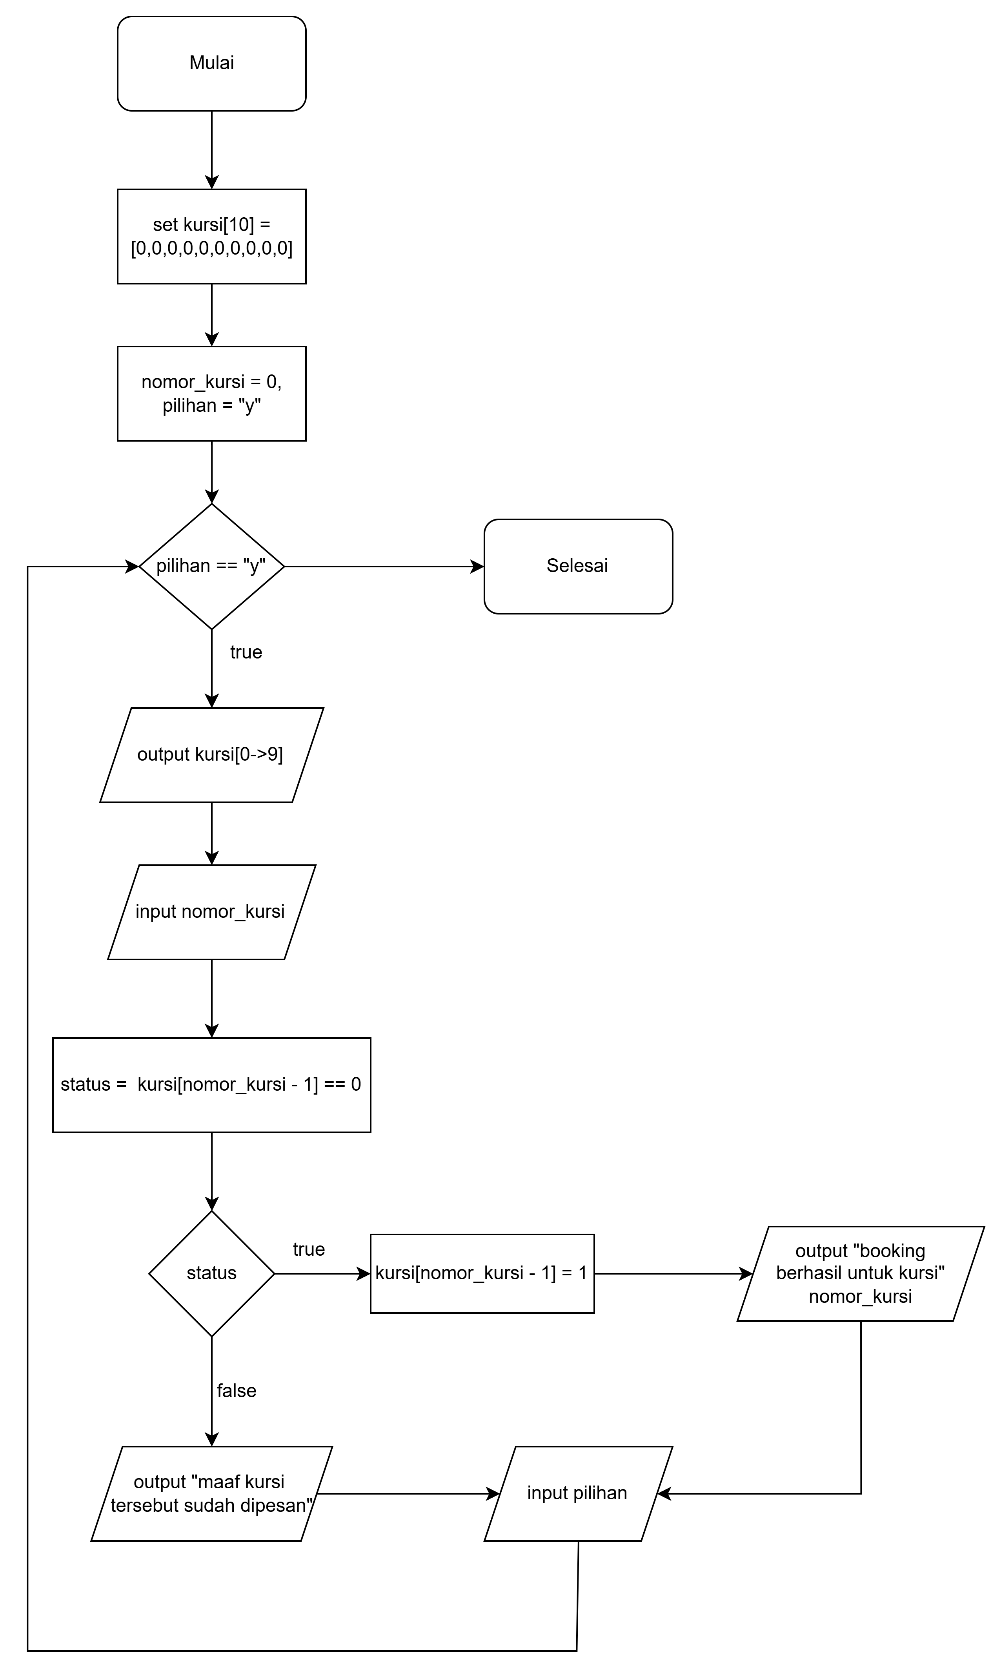 Mulai
set kursi[10] =
[0,0,0,0,0,0,0,0,0,0]
nomor_kursi = 0,
pilihan = "y"
pilihan == "y"
Selesai
true
output kursi[0->9]
input nomor_kursi
status =  kursi[nomor_kursi - 1] == 0
status
true
kursi[nomor_kursi - 1] = 1
output "booking
berhasil untuk kursi"
nomor_kursi
false
output "maaf kursi
tersebut sudah dipesan"
input pilihan